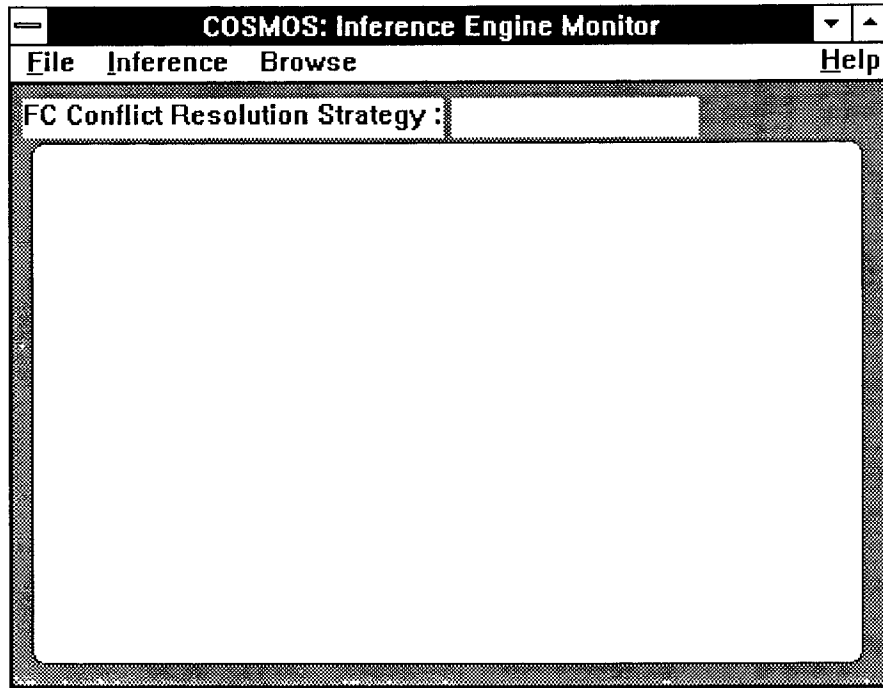 COSMOS: Inference Engine Monitor
File Inference Browse Help
FC Conflict Resolution Strategy :